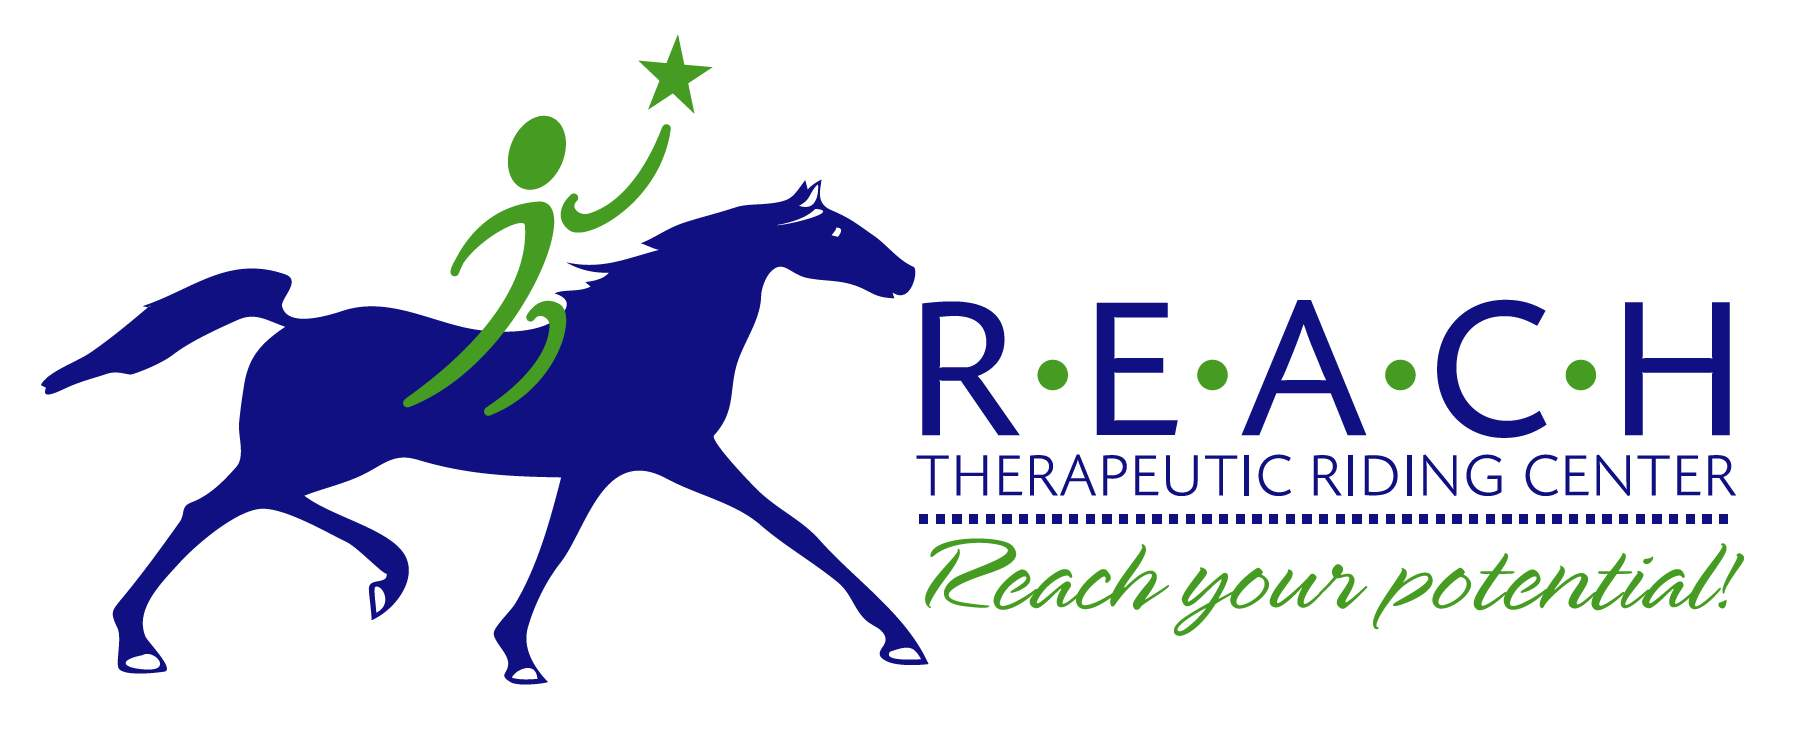 R•E•A•C•H
THERAPEUTIC RIDING CENTER
Reach your potential!